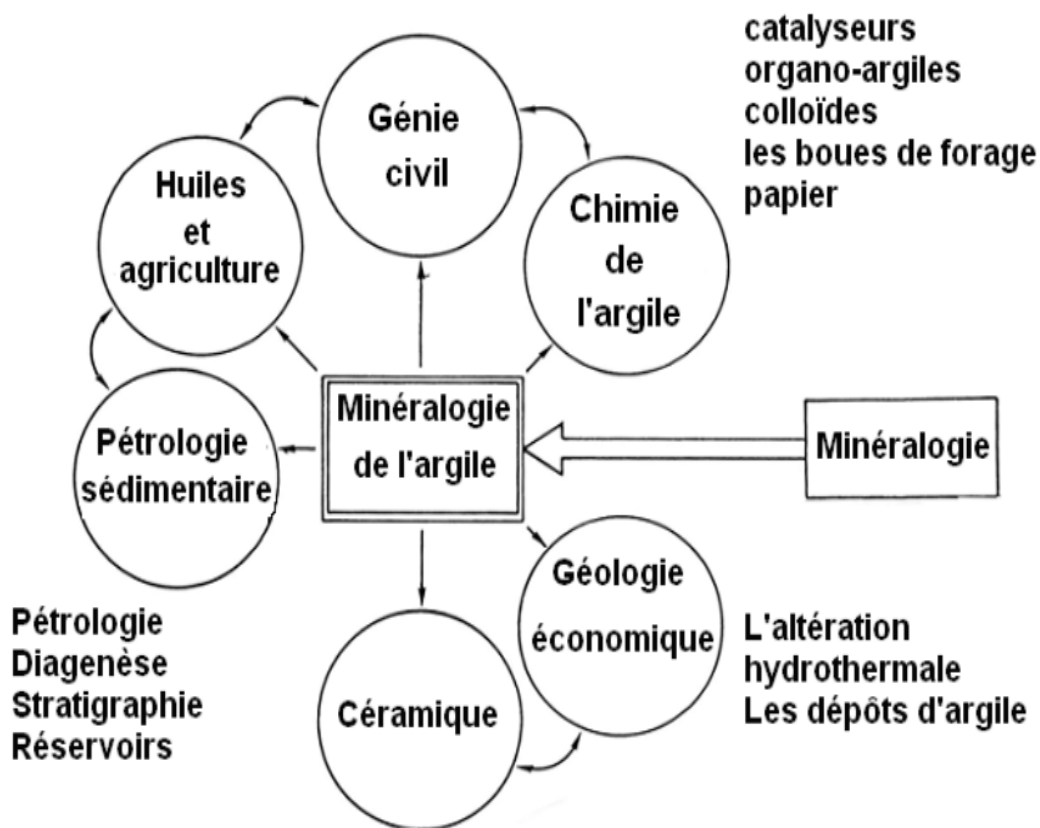 catalyseurs
organo-argiles
colloïdes
les boues de forage
papier
Génie
civil
Huiles
et
agriculture
Chimie
de
l'argile
Minéralogie
de l'argile
Minéralogie
Pétrologie
sédimentaire
Géologie
économique
Céramique
Pétrologie
Diagenèse
Stratigraphie
Réservoirs
L'altération
hydrothermale
Les dépôts d'argile